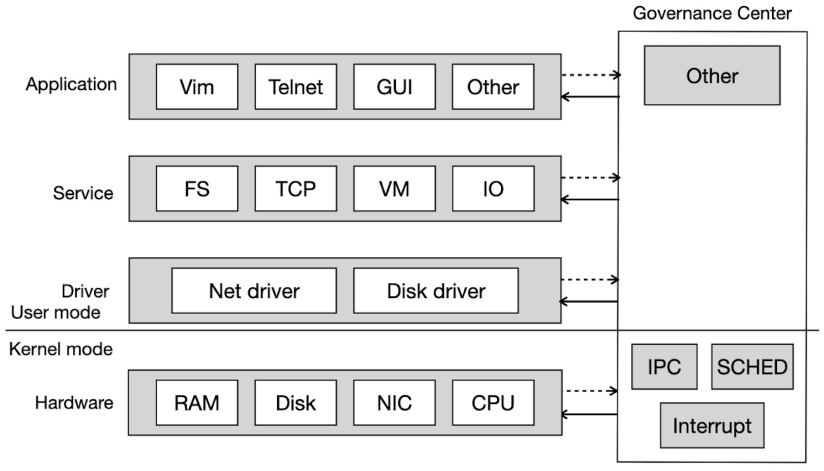 Governance Center
Application
Vim
Telnet
GUI
Other
Other
Service
FS
TCP
VM
IO
Driver
Net driver
Disk driver
User mode
Kernel mode
IPC
SCHED
Hardware
RAM
Disk
NIC
CPU
Interrupt